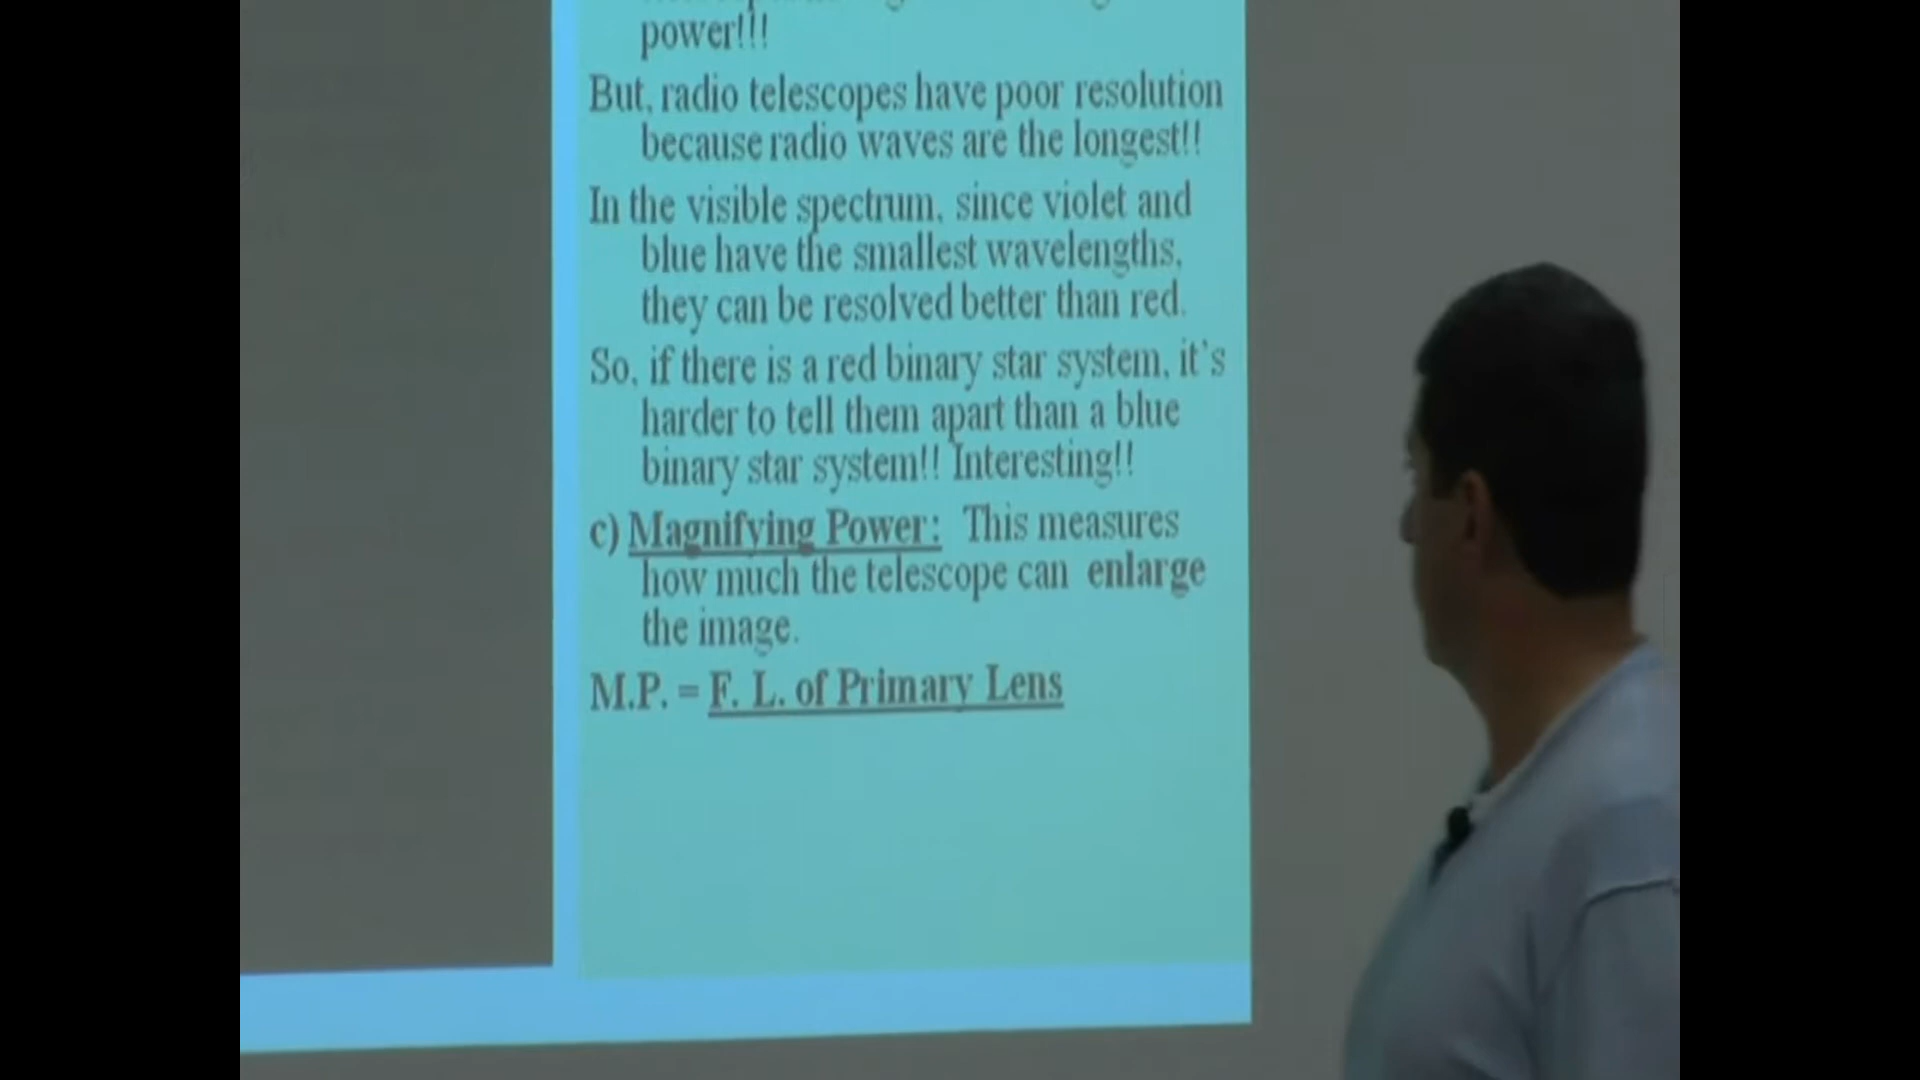 power!!!
But, radio telescopes have poor resolution
because radio waves are the longest!!
In the visible spectrum, since violet and
blue have the smallest wavelengths,
they can be resolved better than red.
So, if there is a red binary star system, it's
harder to tell them apart than a blue
binary star system!! Interesting!!
c) Magnifying Power: This measures
how much the telescope can enlarge
the image.
M.P. = F. L. of Primary Lens